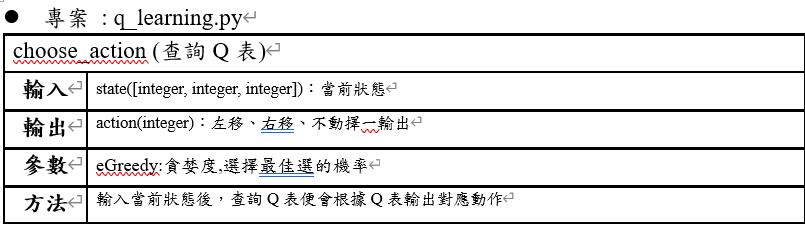 ● 專案 : q_learning.py
choose_action (查詢 Q 表)
輸入 state([integer, integer, integer])：當前狀態
輸出 action(integer)：左移、右移、不動擇一輸出
參數 eGreedy:貪婪度,選擇最佳選的機率
方法 輸入當前狀態後，查詢 Q 表便會根據 Q 表輸出對應動作